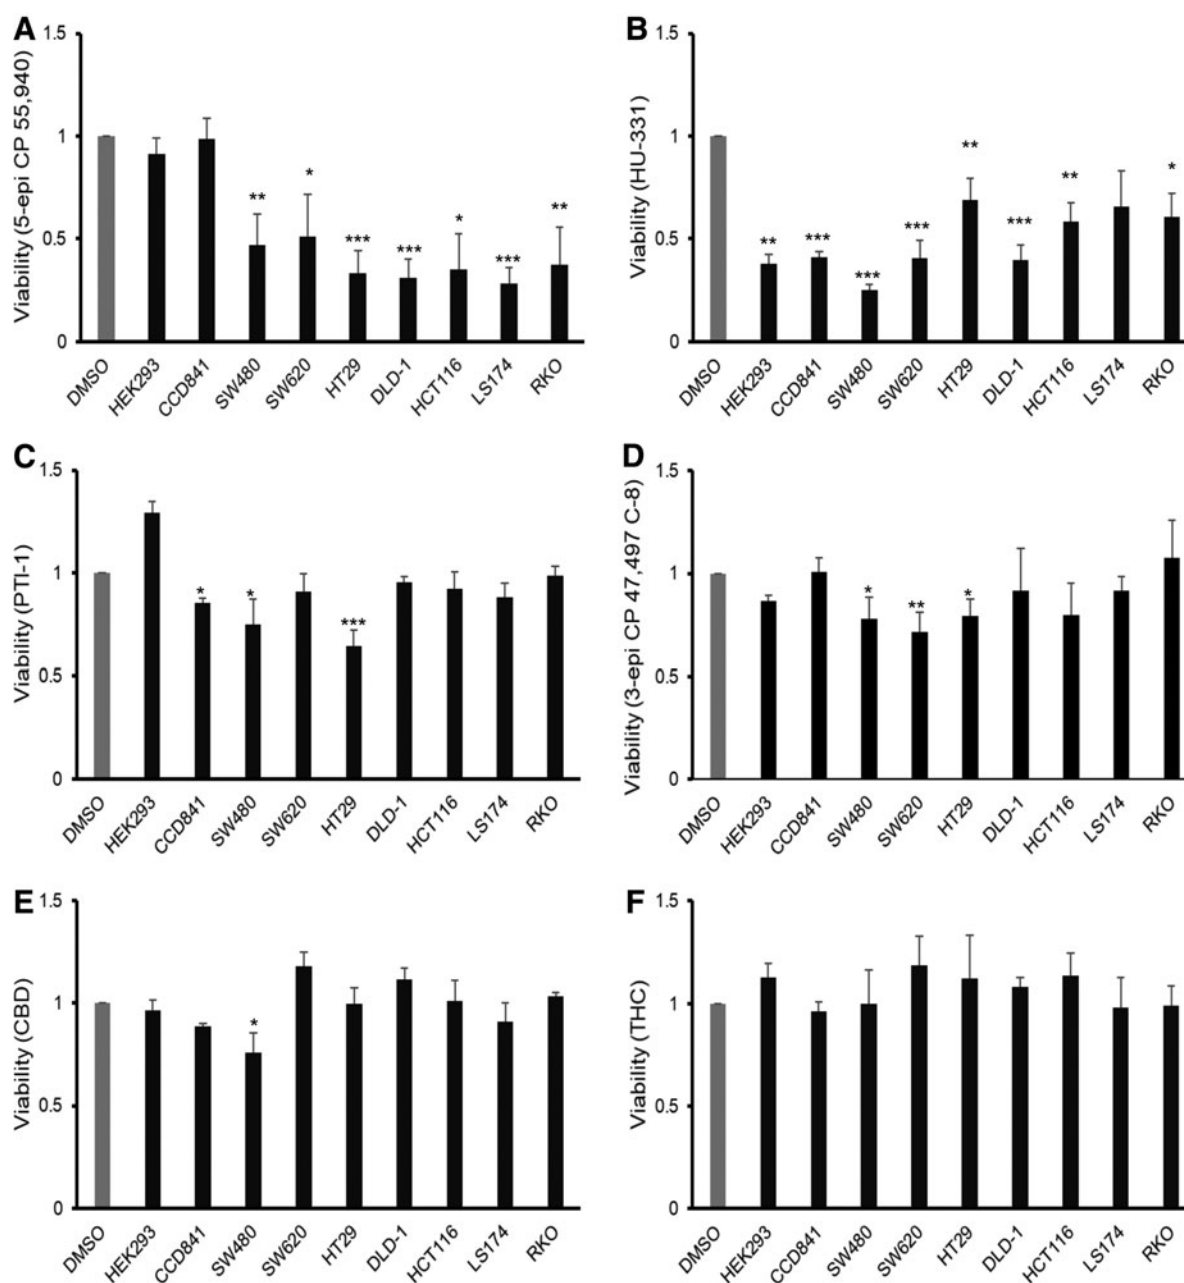 A
Viability (5-epi CP 55,940)
1.5
1
0.5
0
** * *** *** * *** **
DMSO HEK293 CCD841 SW480 SW620 HT29 DLD-1 HCT116 LS174 RKO
B
Viability (HU-331)
1.5
1
0.5
0
** *** *** *** ** *** ** *
DMSO HEK293 CCD841 SW480 SW620 HT29 DLD-1 HCT116 LS174 RKO
C
Viability (PTI-1)
1.5
1
0.5
0
* * ***
DMSO HEK293 CCD841 SW480 SW620 HT29 DLD-1 HCT116 LS174 RKO
D
Viability (3-epi CP 47,497 C-8)
1.5
1
0.5
0
* ** *
DMSO HEK293 CCD841 SW480 SW620 HT29 DLD-1 HCT116 LS174 RKO
E
Viability (CBD)
1.5
1
0.5
0
*
DMSO HEK293 CCD841 SW480 SW620 HT29 DLD-1 HCT116 LS174 RKO
F
Viability (THC)
1.5
1
0.5
0
DMSO HEK293 CCD841 SW480 SW620 HT29 DLD-1 HCT116 LS174 RKO